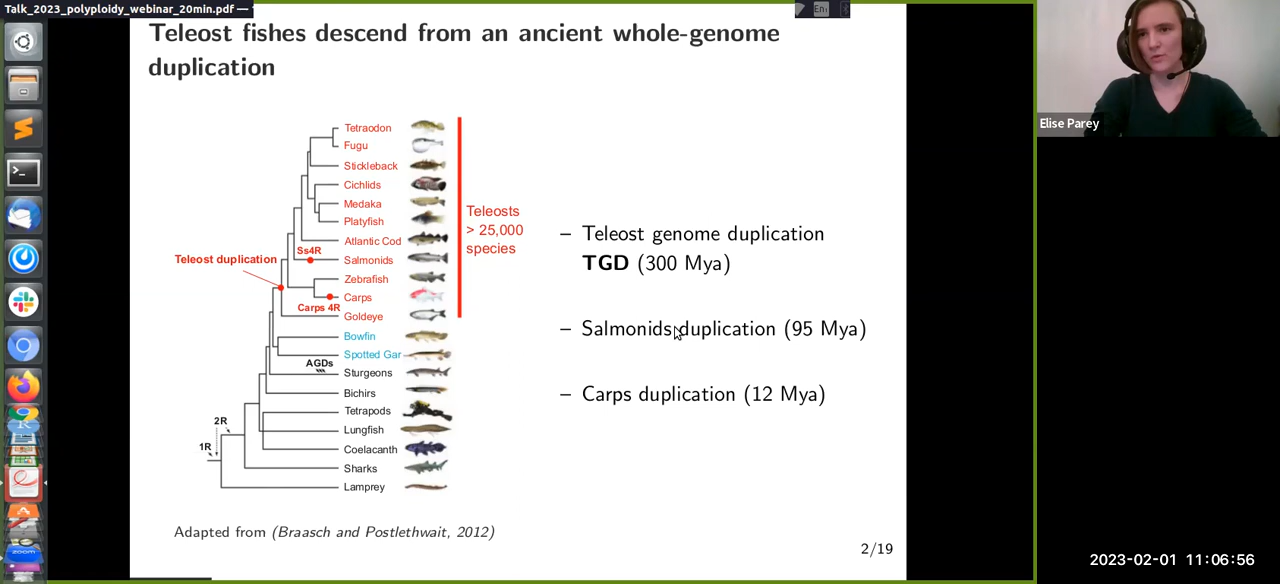 Talk_2023_polyploidy_webinar_20min.pdf —
En
Teleost fishes descend from an ancient whole-genome
duplication
Tetraodon
Fugu
Stickleback
Cichlids
Medaka
Platyfish
Atlantic Cod
Ss4R
Salmonids
Teleost duplication
Zebrafish
Carps
Carps 4R
Goldeye
Bowfin
Spotted Gar
AGDs
Sturgeons
Bichirs
Tetrapods
2R
Lungfish
1R
Coelacanth
Sharks
Lamprey
Teleosts
> 25,000
species
– Teleost genome duplication
TGD (300 Mya)
– Salmonids duplication (95 Mya)
– Carps duplication (12 Mya)
Adapted from (Braasch and Postlethwait, 2012)
2/19
Elise Parey
zoom
2023-02-01 11:06:56